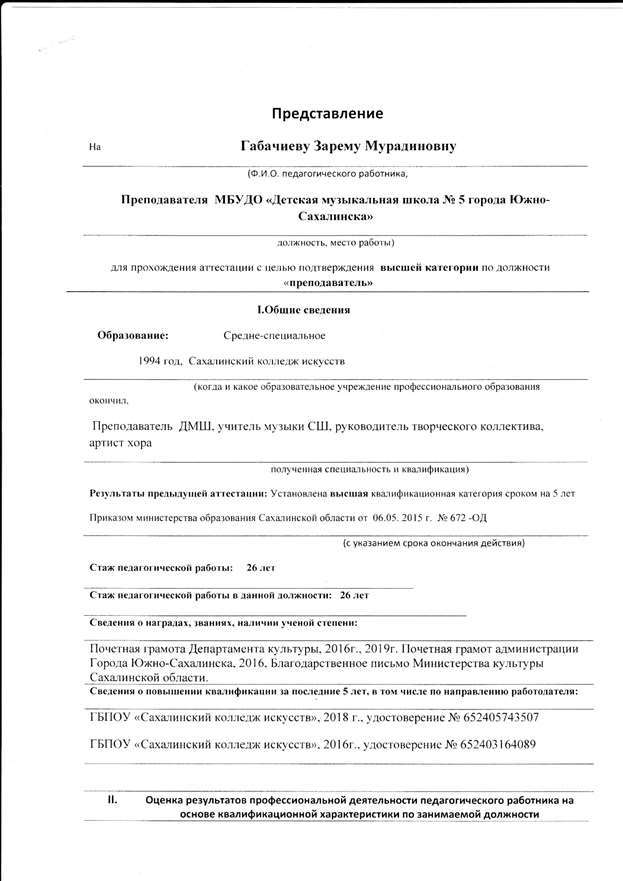 Представление
На Габачиеву Зарему Мурадиновну
(Ф.И.О. педагогического работника,
Преподавателя МБУДО «Детская музыкальная школа № 5 города Южно-
Сахалинска»
должность, место работы)
для прохождения аттестации с целью подтверждения высшей категории по должности
«преподаватель»
I.Общие сведения
Образование: Средне-специальное
1994 год, Сахалинский колледж искусств
(когда и какое образовательное учреждение профессионального образования
окончил,
Преподаватель ДМШ, учитель музыки СШ, руководитель творческого коллектива,
артист хора
полученная специальность и квалификация)
Результаты предыдущей аттестации: Установлена высшая квалификационная категория сроком на 5 лет
Приказом министерства образования Сахалинской области от 06.05. 2015 г. № 672 -ОД
(с указанием срока окончания действия)
Стаж педагогической работы: 26 лет
Стаж педагогической работы в данной должности: 26 лет
Сведения о наградах, званиях, наличии ученой степени:
Почетная грамота Департамента культуры, 2016г., 2019г. Почетная грамот администрации
Города Южно-Сахалинска, 2016, Благодарственное письмо Министерства культуры
Сахалинской области.
Сведения о повышении квалификации за последние 5 лет, в том числе по направлению работодателя:
ГБПОУ «Сахалинский колледж искусств», 2018 г., удостоверение № 652405743507
ГБПОУ «Сахалинский колледж искусств», 2016г., удостоверение № 652403164089
II. Оценка результатов профессиональной деятельности педагогического работника на
основе квалификационной характеристики по занимаемой должности